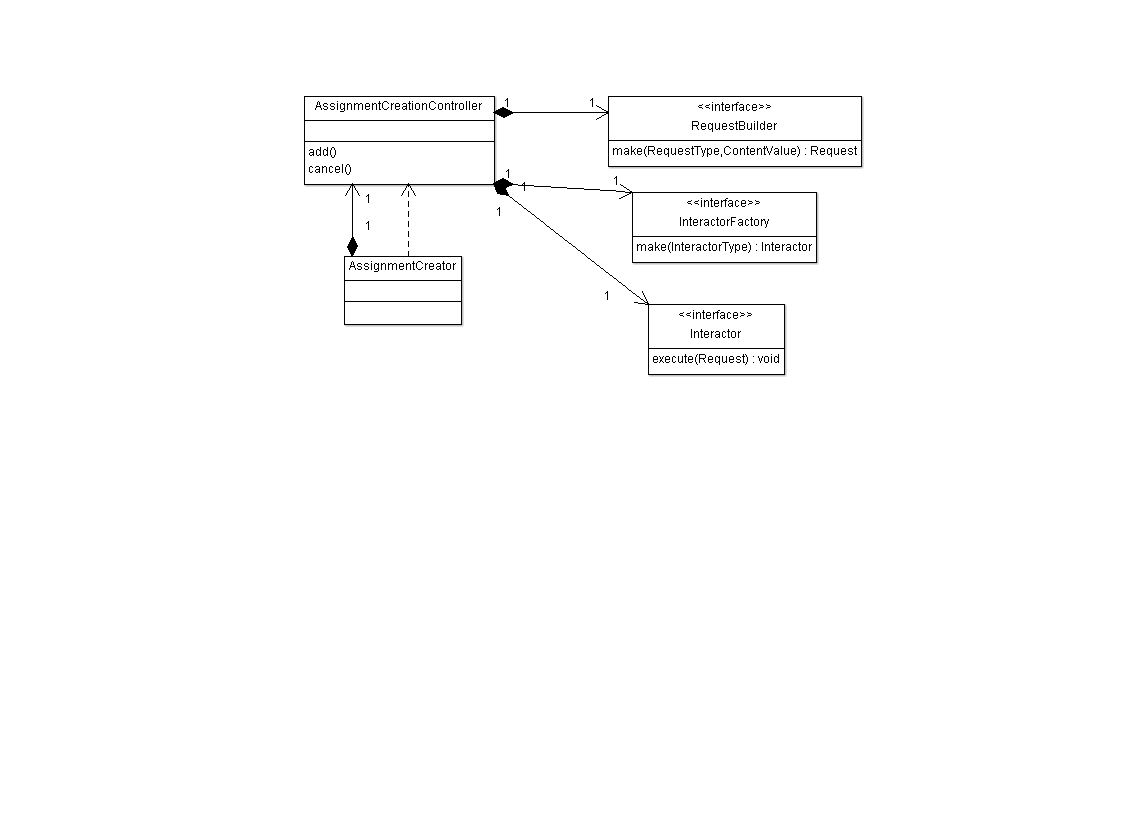 AssignmentCreationController
add()
cancel()
1
1
<<interface>>
RequestBuilder
make(RequestType,ContentValue) : Request
1
1
1
<<interface>>
InteractorFactory
make(InteractorType) : Interactor
1
1
1
1
AssignmentCreator
<<interface>>
Interactor
execute(Request) : void